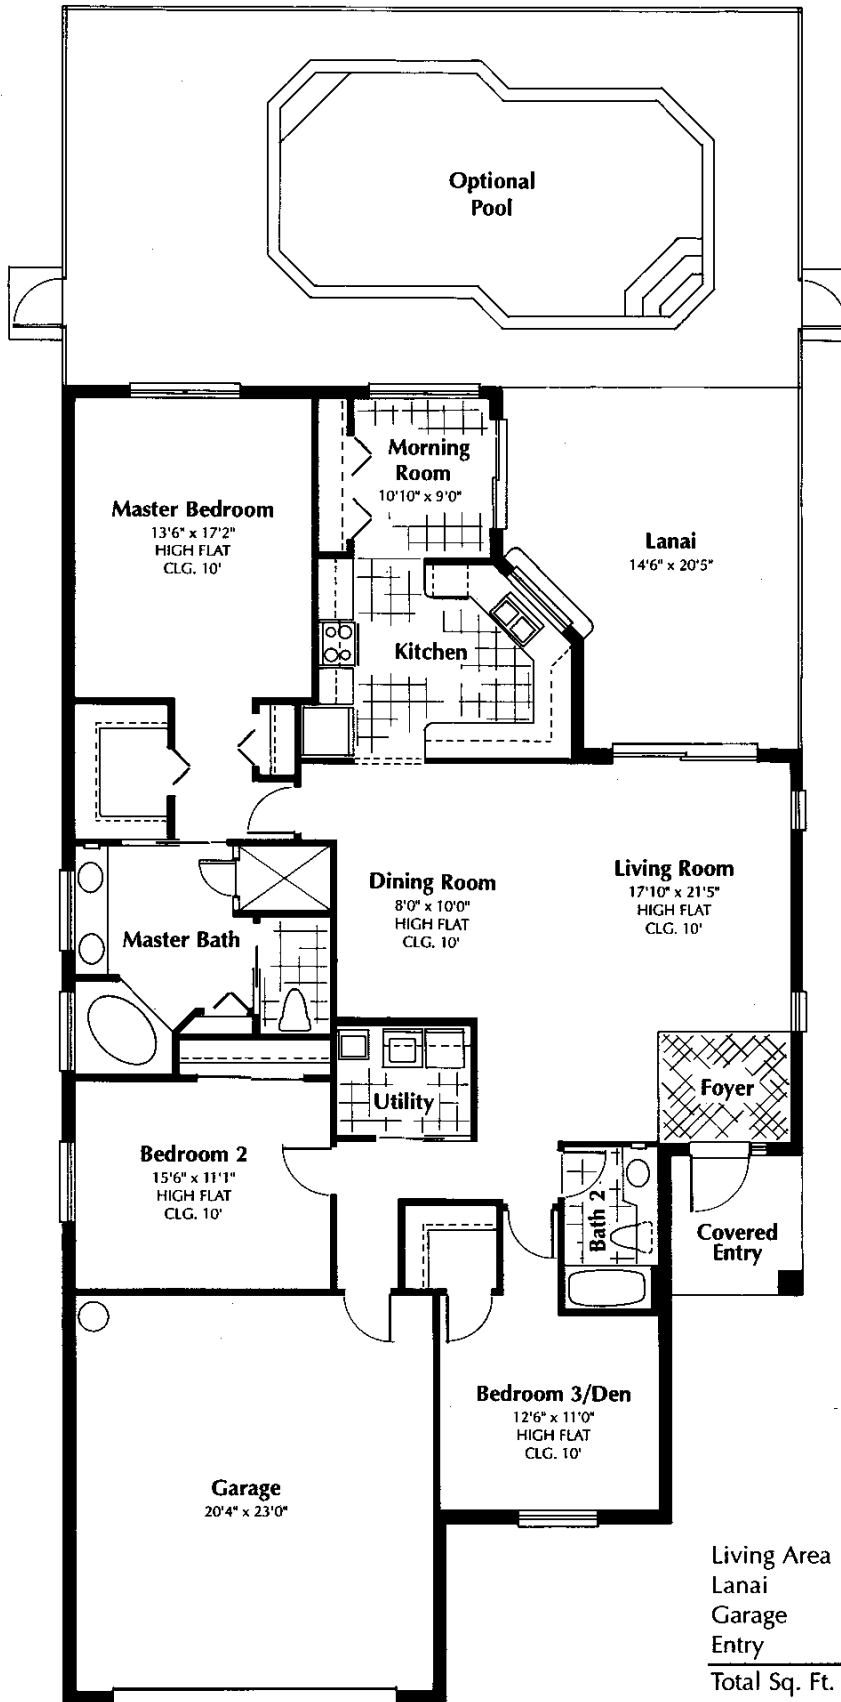 Optional
Pool
Morning
Room
10'10" x 9'0"
Master Bedroom
13'6" x 17'2"
HIGH FLAT
CLG. 10'
Lanai
14'6" x 20'5"
Kitchen
Dining Room
8'0" x 10'0"
HIGH FLAT
CLG. 10'
Living Room
17'10" x 21'5"
HIGH FLAT
CLG. 10'
Master Bath
Utility
Foyer
Bedroom 2
15'6" x 11'1"
HIGH FLAT
CLG. 10'
Bath 2
Covered
Entry
Bedroom 3/Den
12'6" x 11'0"
HIGH FLAT
CLG. 10'
Garage
20'4" x 23'0"
Living Area
Lanai
Garage
Entry
Total Sq. Ft.